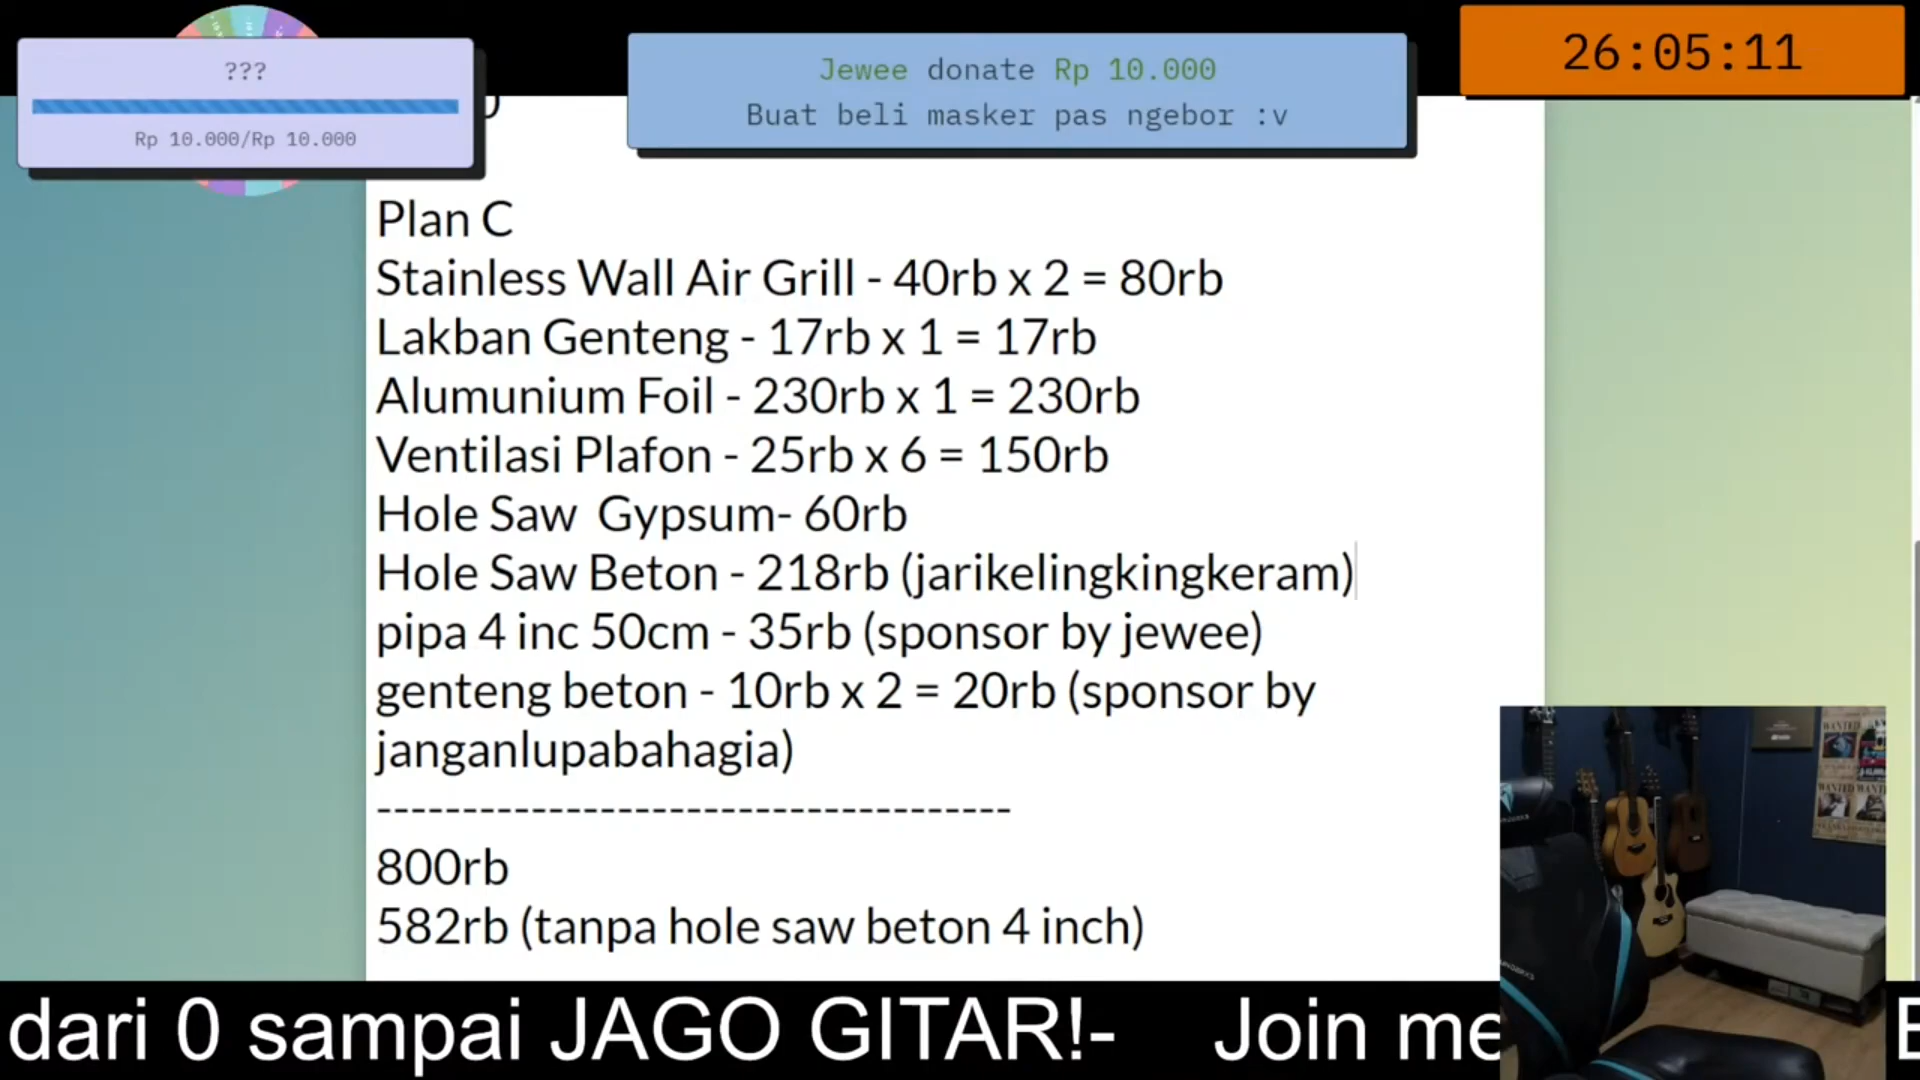 ???
Rp 10.000/Rp 10.000
Jewee donate Rp 10.000
Buat beli masker pas ngebor :v
26:05:11
Plan C
Stainless Wall Air Grill - 40rb x 2 = 80rb
Lakban Genteng - 17rb x 1 = 17rb
Alumunium Foil - 230rb x 1 = 230rb
Ventilasi Plafon - 25rb x 6 = 150rb
Hole Saw  Gypsum- 60rb
Hole Saw Beton - 218rb (jarikelingkingkeram)
pipa 4 inc 50cm - 35rb (sponsor by jewee)
genteng beton - 10rb x 2 = 20rb (sponsor by
janganlupabahagia)
-------------------------------------
800rb
582rb (tanpa hole saw beton 4 inch)
WANTED
WANTED WANTED
dari 0 sampai JAGO GITAR!- Join me